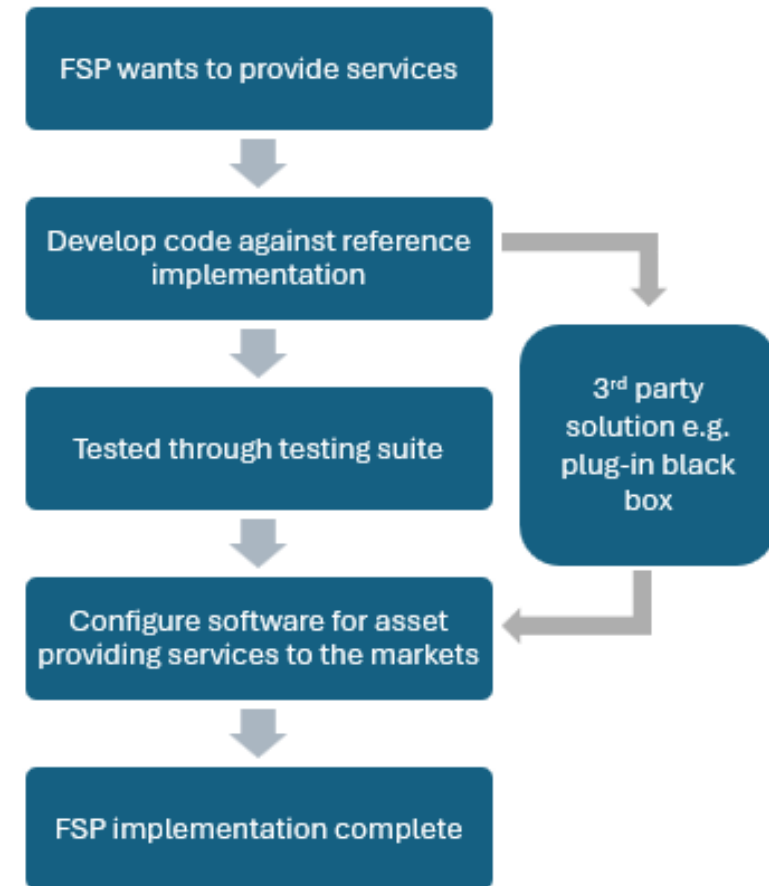 FSP wants to provide services
Develop code against reference
implementation
3rd party
solution e.g.
plug-in black
box
Tested through testing suite
Configure software for asset
providing services to the markets
FSP implementation complete